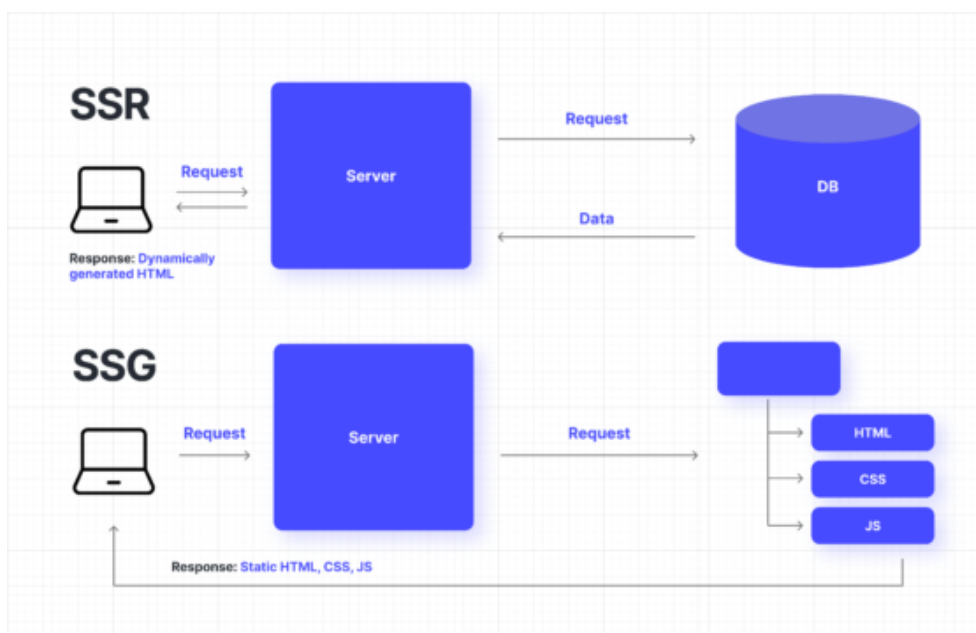 SSR
Request
Server
Request
DB
Data
Response: Dynamically
generated HTML
SSG
Request
Server
Request
HTML
CSS
JS
Response: Static HTML, CSS, JS